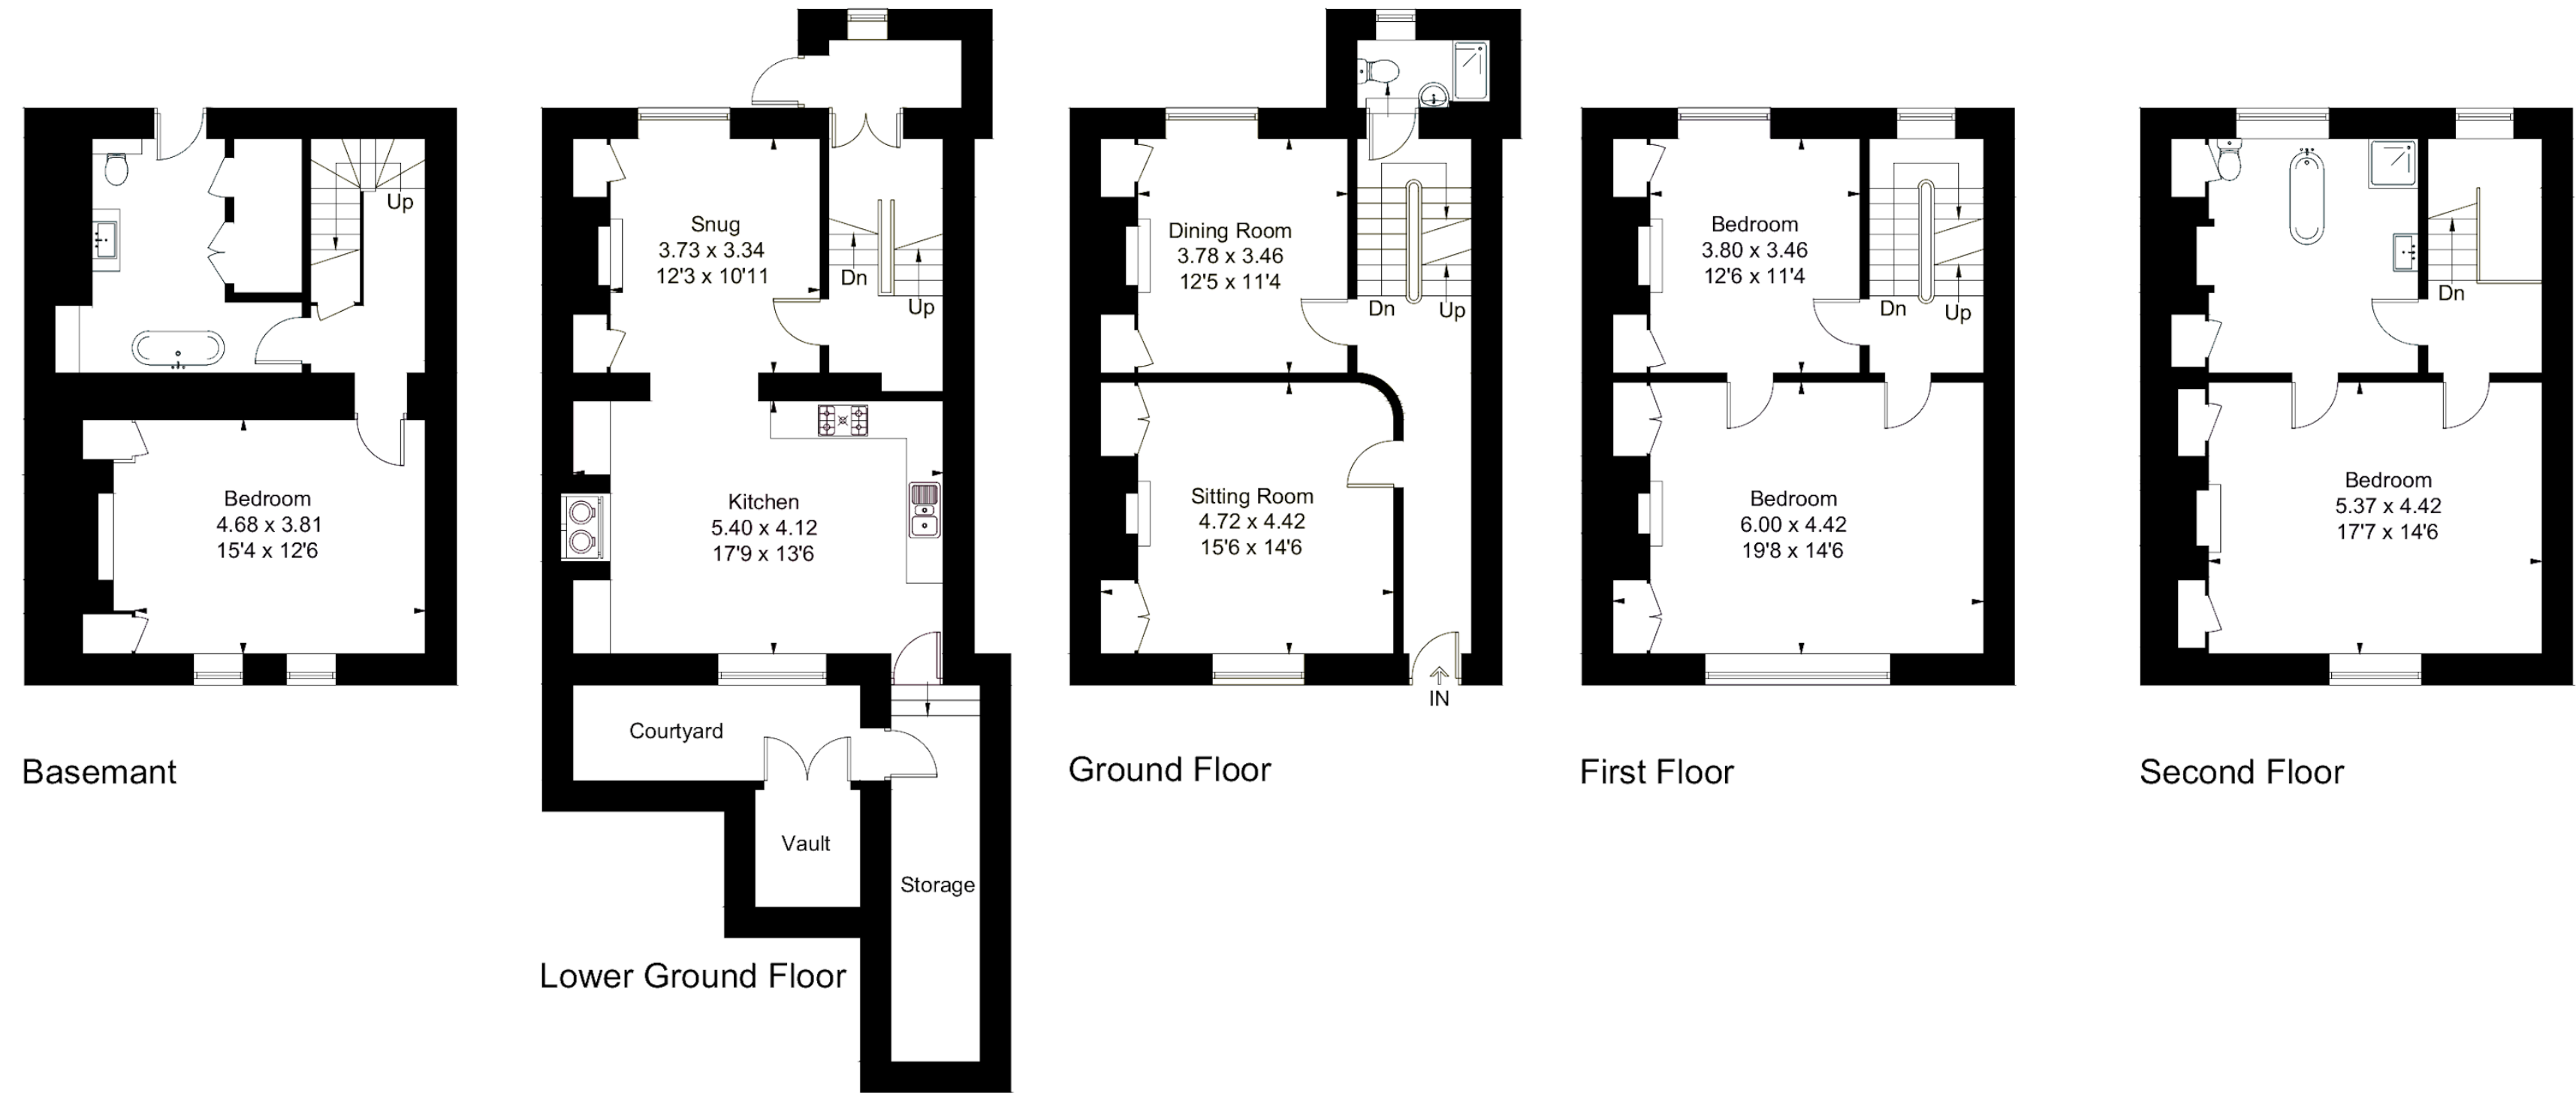 Up
Bedroom
4.68 x 3.81
15'4 x 12'6
Basemant
Snug
3.73 x 3.34
12'3 x 10'11
Dn
Up
Kitchen
5.40 x 4.12
17'9 x 13'6
Courtyard
Vault
Storage
Lower Ground Floor
Dining Room
3.78 x 3.46
12'5 x 11'4
Dn
Up
Sitting Room
4.72 x 4.42
15'6 x 14'6
IN
Ground Floor
Bedroom
3.80 x 3.46
12'6 x 11'4
Dn
Up
Bedroom
6.00 x 4.42
19'8 x 14'6
First Floor
Dn
Bedroom
5.37 x 4.42
17'7 x 14'6
Second Floor